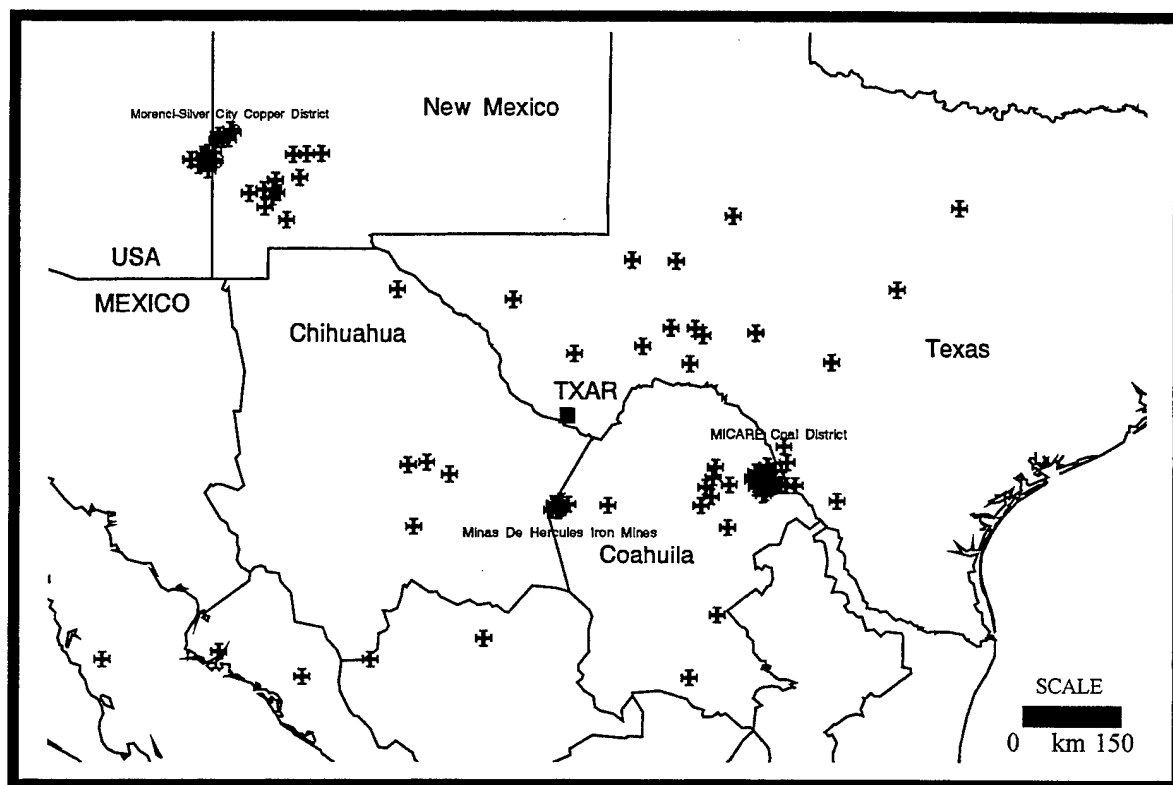 New Mexico
Morenci-Silver City Copper District
USA
MEXICO
Chihuahua
Texas
TXAR
MICARE Coal District
Minas De Hercules Iron Mines
Coahuila
SCALE
0 km 150